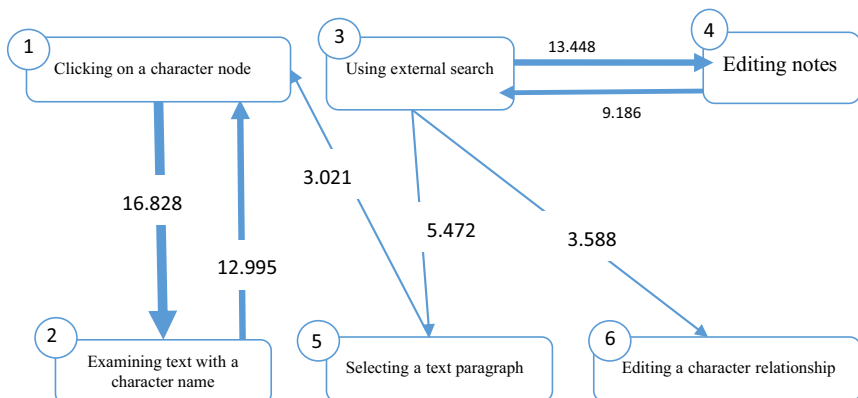 1
Clicking on a character node
3
Using external search
4
Editing notes
13.448
9.186
3.021
16.828
5.472
3.588
12.995
2
Examining text with a
character name
5
Selecting a text paragraph
6
Editing a character relationship